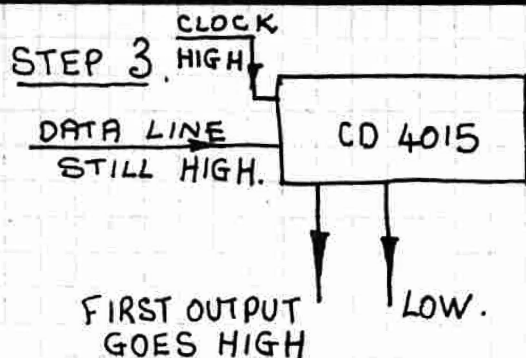 CLOCK
HIGH
STEP 3.
DATA LINE
STILL HIGH.
CD 4015
FIRST OUTPUT
GOES HIGH
LOW.